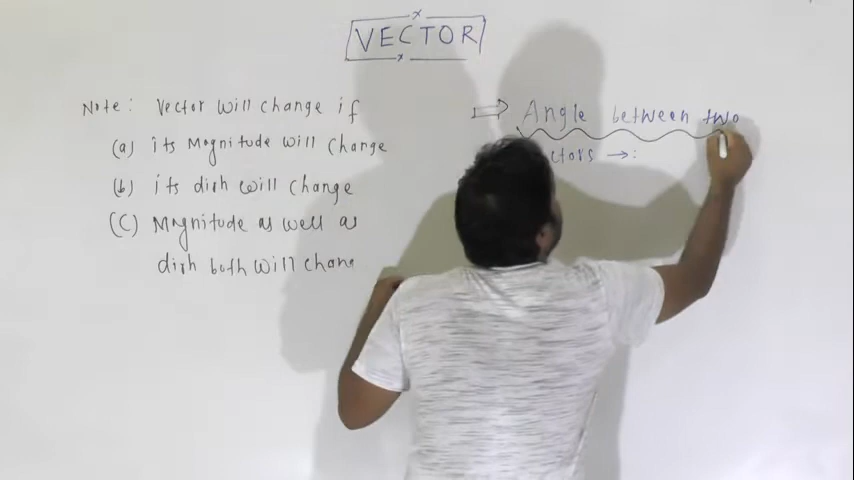 VECTOR
Note: Vector will change if
(a) its Magnitude will change
(b) its dirn will change
(C) Magnitude as well as
dirn both will chang
⇒ Angle between two
ctors →: